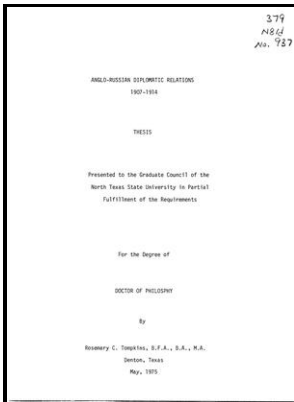 379
N81d
No. 937
ANGLO-RUSSIAN DIPLOMATIC RELATIONS
1907-1914
THESIS
Presented to the Graduate Council of the
North Texas State University in Partial
Fulfillment of the Requirements
For the Degree of
DOCTOR OF PHILOSPHY
By
Rosemary C. Tompkins, B.F.A., B.A., M.A.
Denton, Texas
May, 1975